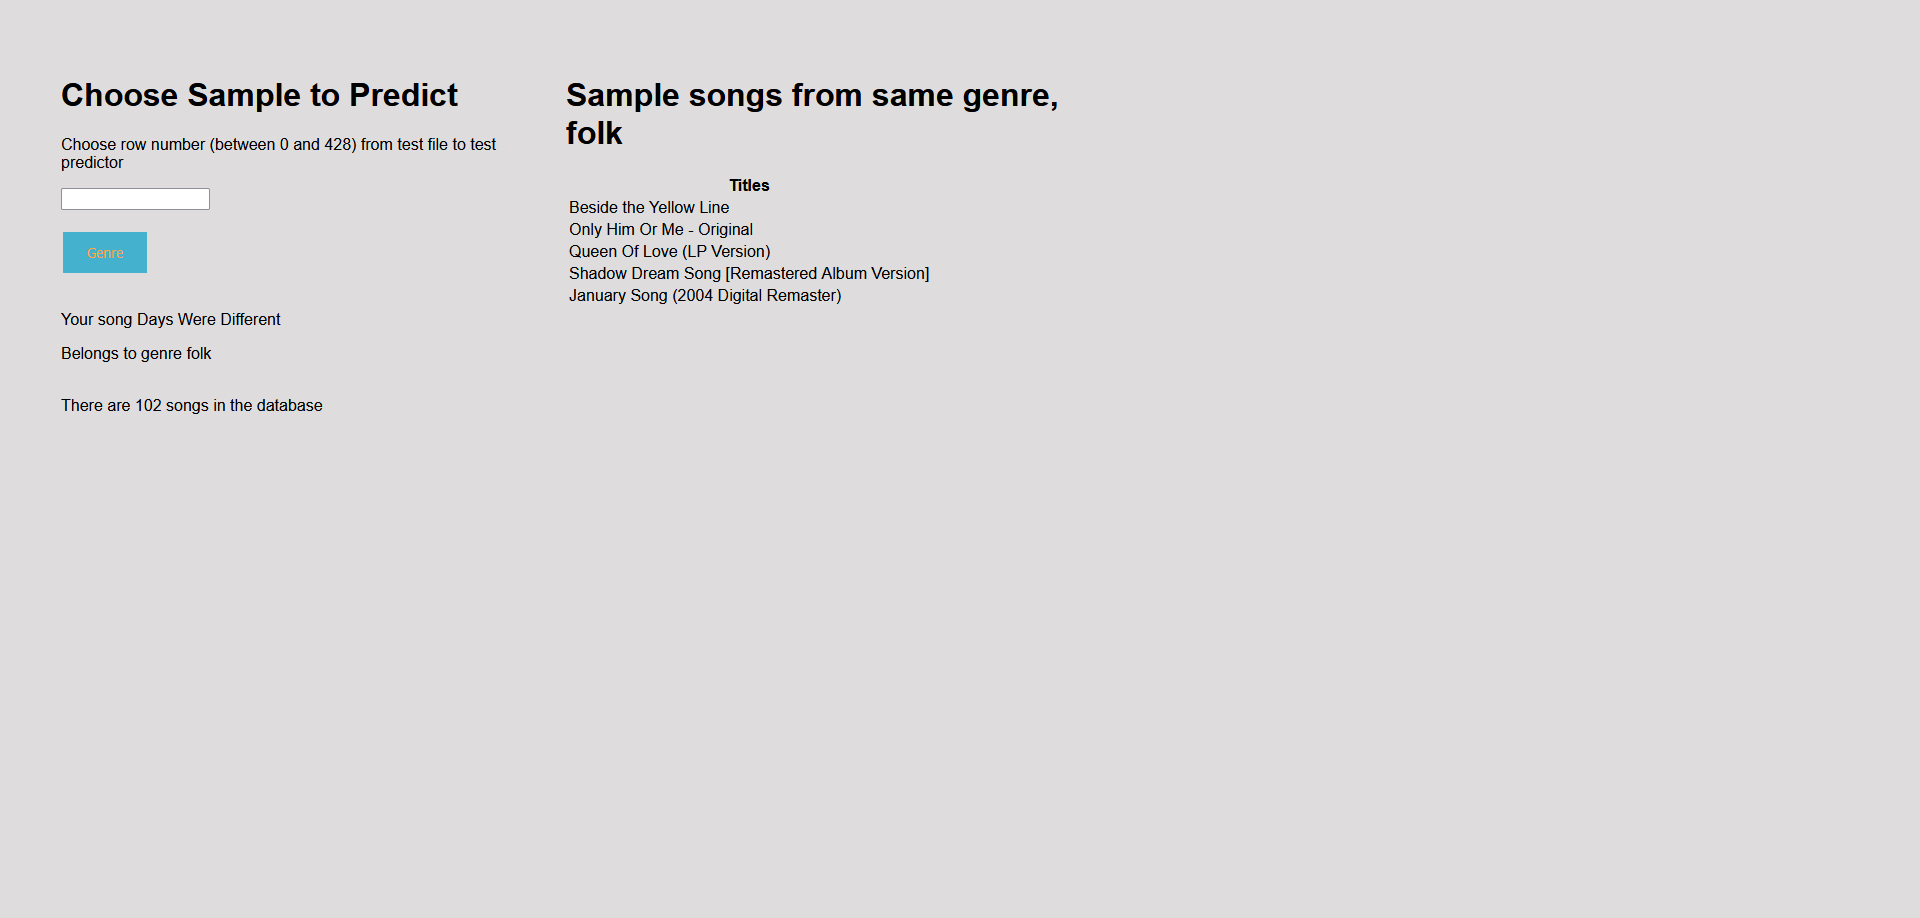 Choose Sample to Predict
Choose row number (between 0 and 428) from test file to test
predictor
Genre
Your song Days Were Different
Belongs to genre folk
There are 102 songs in the database
Sample songs from same genre,
folk
Titles
Beside the Yellow Line
Only Him Or Me - Original
Queen Of Love (LP Version)
Shadow Dream Song [Remastered Album Version]
January Song (2004 Digital Remaster)